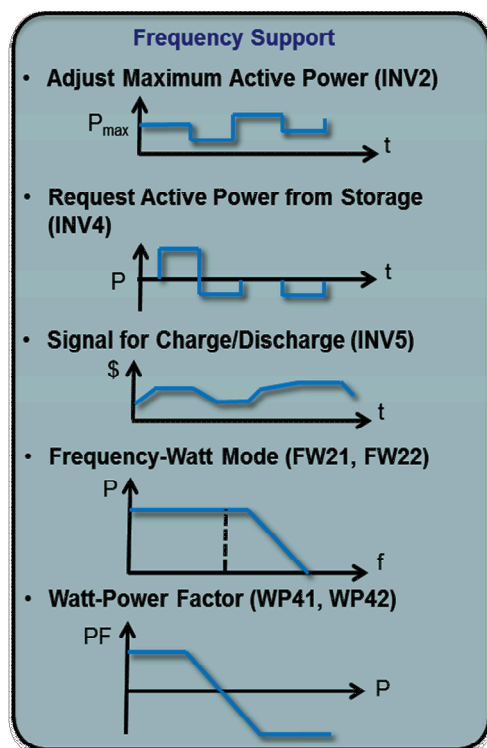 Frequency Support
• Adjust Maximum Active Power (INV2)
Pmax
t
• Request Active Power from Storage
(INV4)
P
t
• Signal for Charge/Discharge (INV5)
$
t
• Frequency-Watt Mode (FW21, FW22)
P
f
• Watt-Power Factor (WP41, WP42)
PF
P